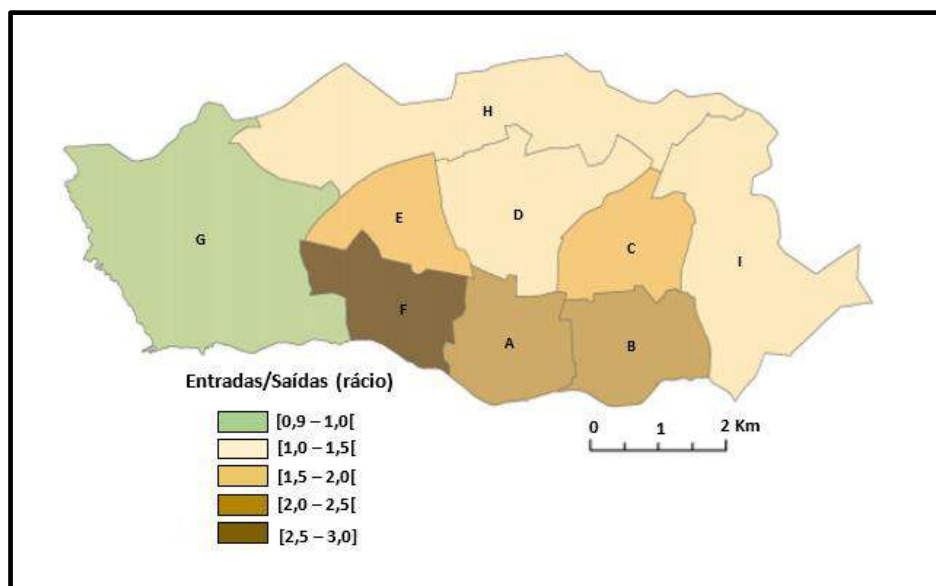 H
E
D
C
G
I
F
A
B
Entradas/Saídas (rácio)
0 1 2 Km
[0,9 – 1,0[
[1,0 – 1,5[
[1,5 – 2,0[
[2,0 – 2,5[
[2,5 – 3,0]